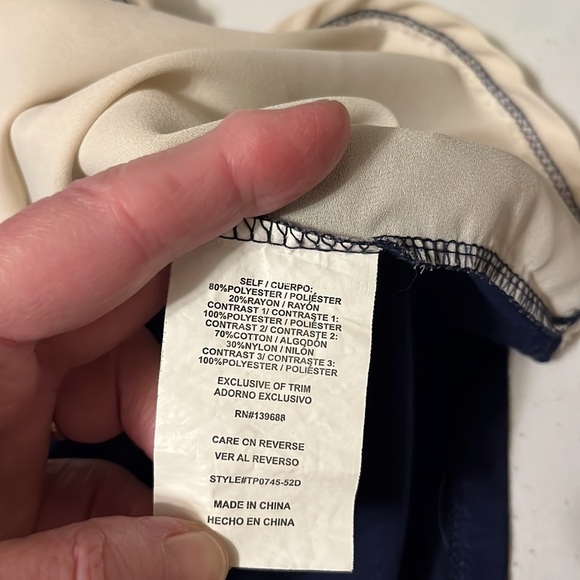 SELF / CUERPO:
80%POLYESTER / POLIÉSTER
20%RAYON / RAYÓN
CONTRAST 1/ CONTRASTE 1:
100%POLYESTER / POLIÉSTER
CONTRAST 2/ CONTRASTE 2:
70%COTTON / ALGODÓN
30%NYLON / NILÓN
CONTRAST 3/ CONTRASTE 3:
100%POLYESTER / POLIÉSTER
EXCLUSIVE OF TRIM
ADORNO EXCLUSIVO
RN#139688
CARE ON REVERSE
VER AL REVERSO
STYLE#TP0745-52D
MADE IN CHINA
HECHO EN CHINA